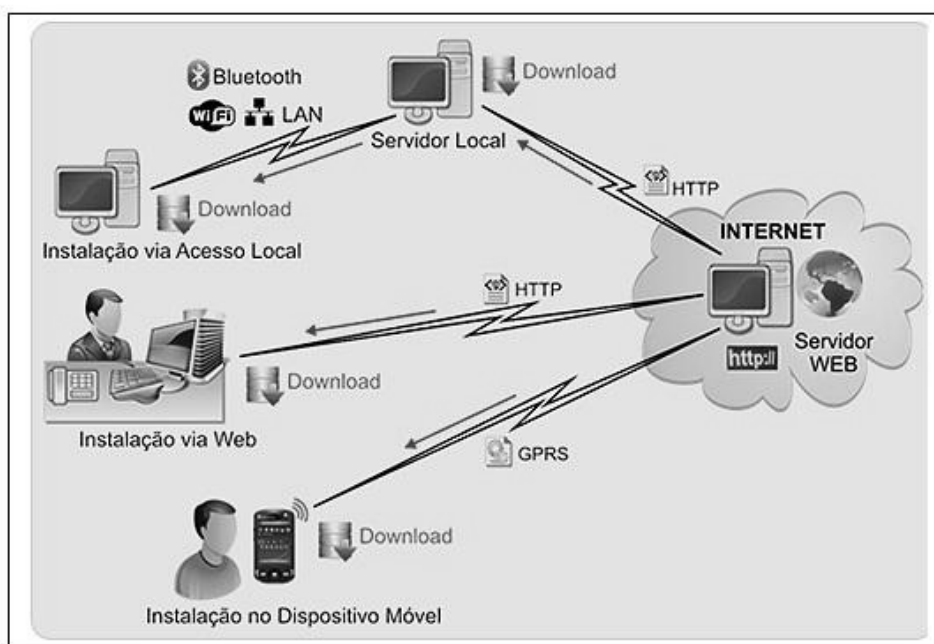 Bluetooth
WiFi LAN
Download
Servidor Local
HTTP
Download
Instalação via Acesso Local
INTERNET
HTTP
Servidor
WEB
http://
Download
Instalação via Web
GPRS
Download
Instalação no Dispositivo Móvel